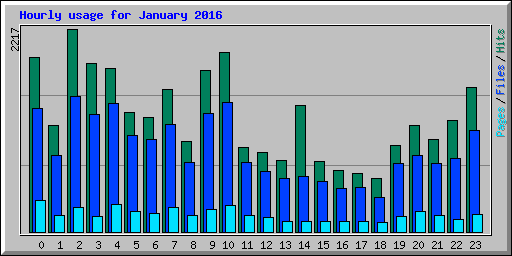 Hourly usage for January 2016
2217
Pages/Files/Hits
0 1 2 3 4 5 6 7 8 9 10 11 12 13 14 15 16 17 18 19 20 21 22 23